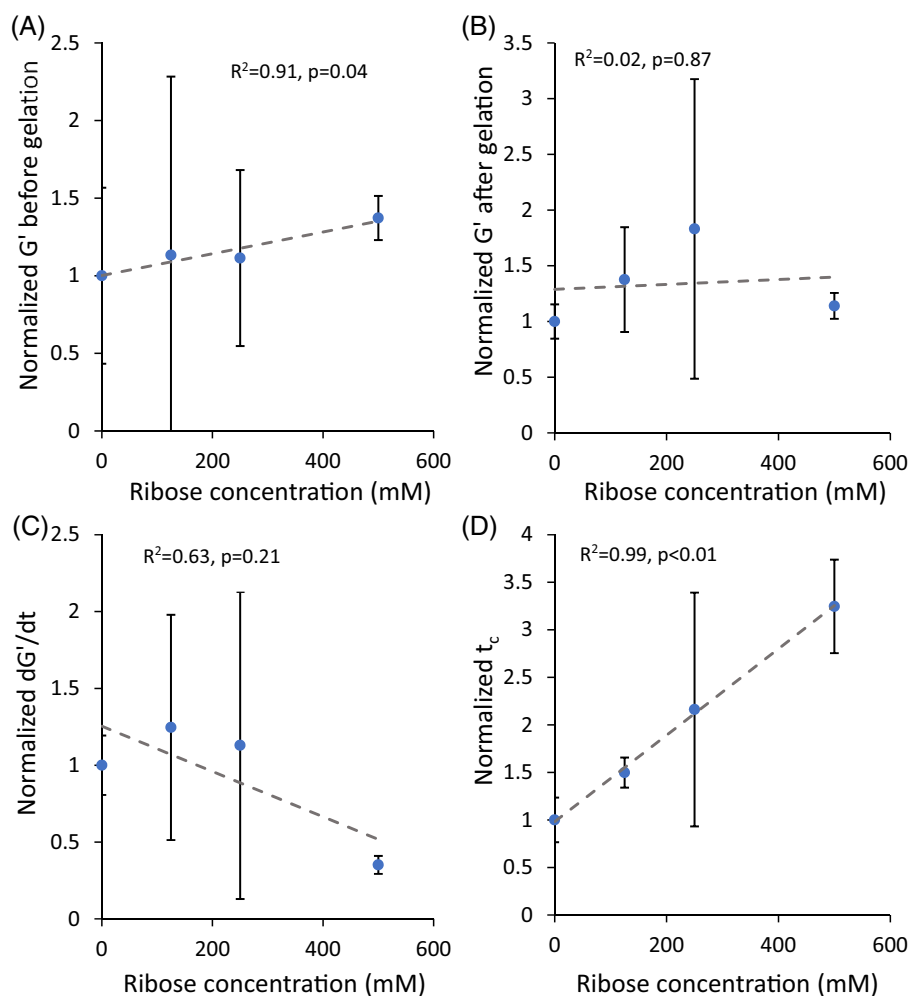 (A)
R²=0.91, p=0.04
Normalized G' before gelation
2.5
2
1.5
1
0.5
0
0 200 400 600
Ribose concentration (mM)
(B)
R²=0.02, p=0.87
Normalized G' after gelation
3.5
3
2.5
2
1.5
1
0.5
0
0 200 400 600
Ribose concentration (mM)
(C)
R²=0.63, p=0.21
Normalized dG'/dt
2.5
2
1.5
1
0.5
0
0 200 400 600
Ribose concentration (mM)
(D)
R²=0.99, p<0.01
Normalized t_c
4
3.5
3
2.5
2
1.5
1
0.5
0
0 200 400 600
Ribose concentration (mM)